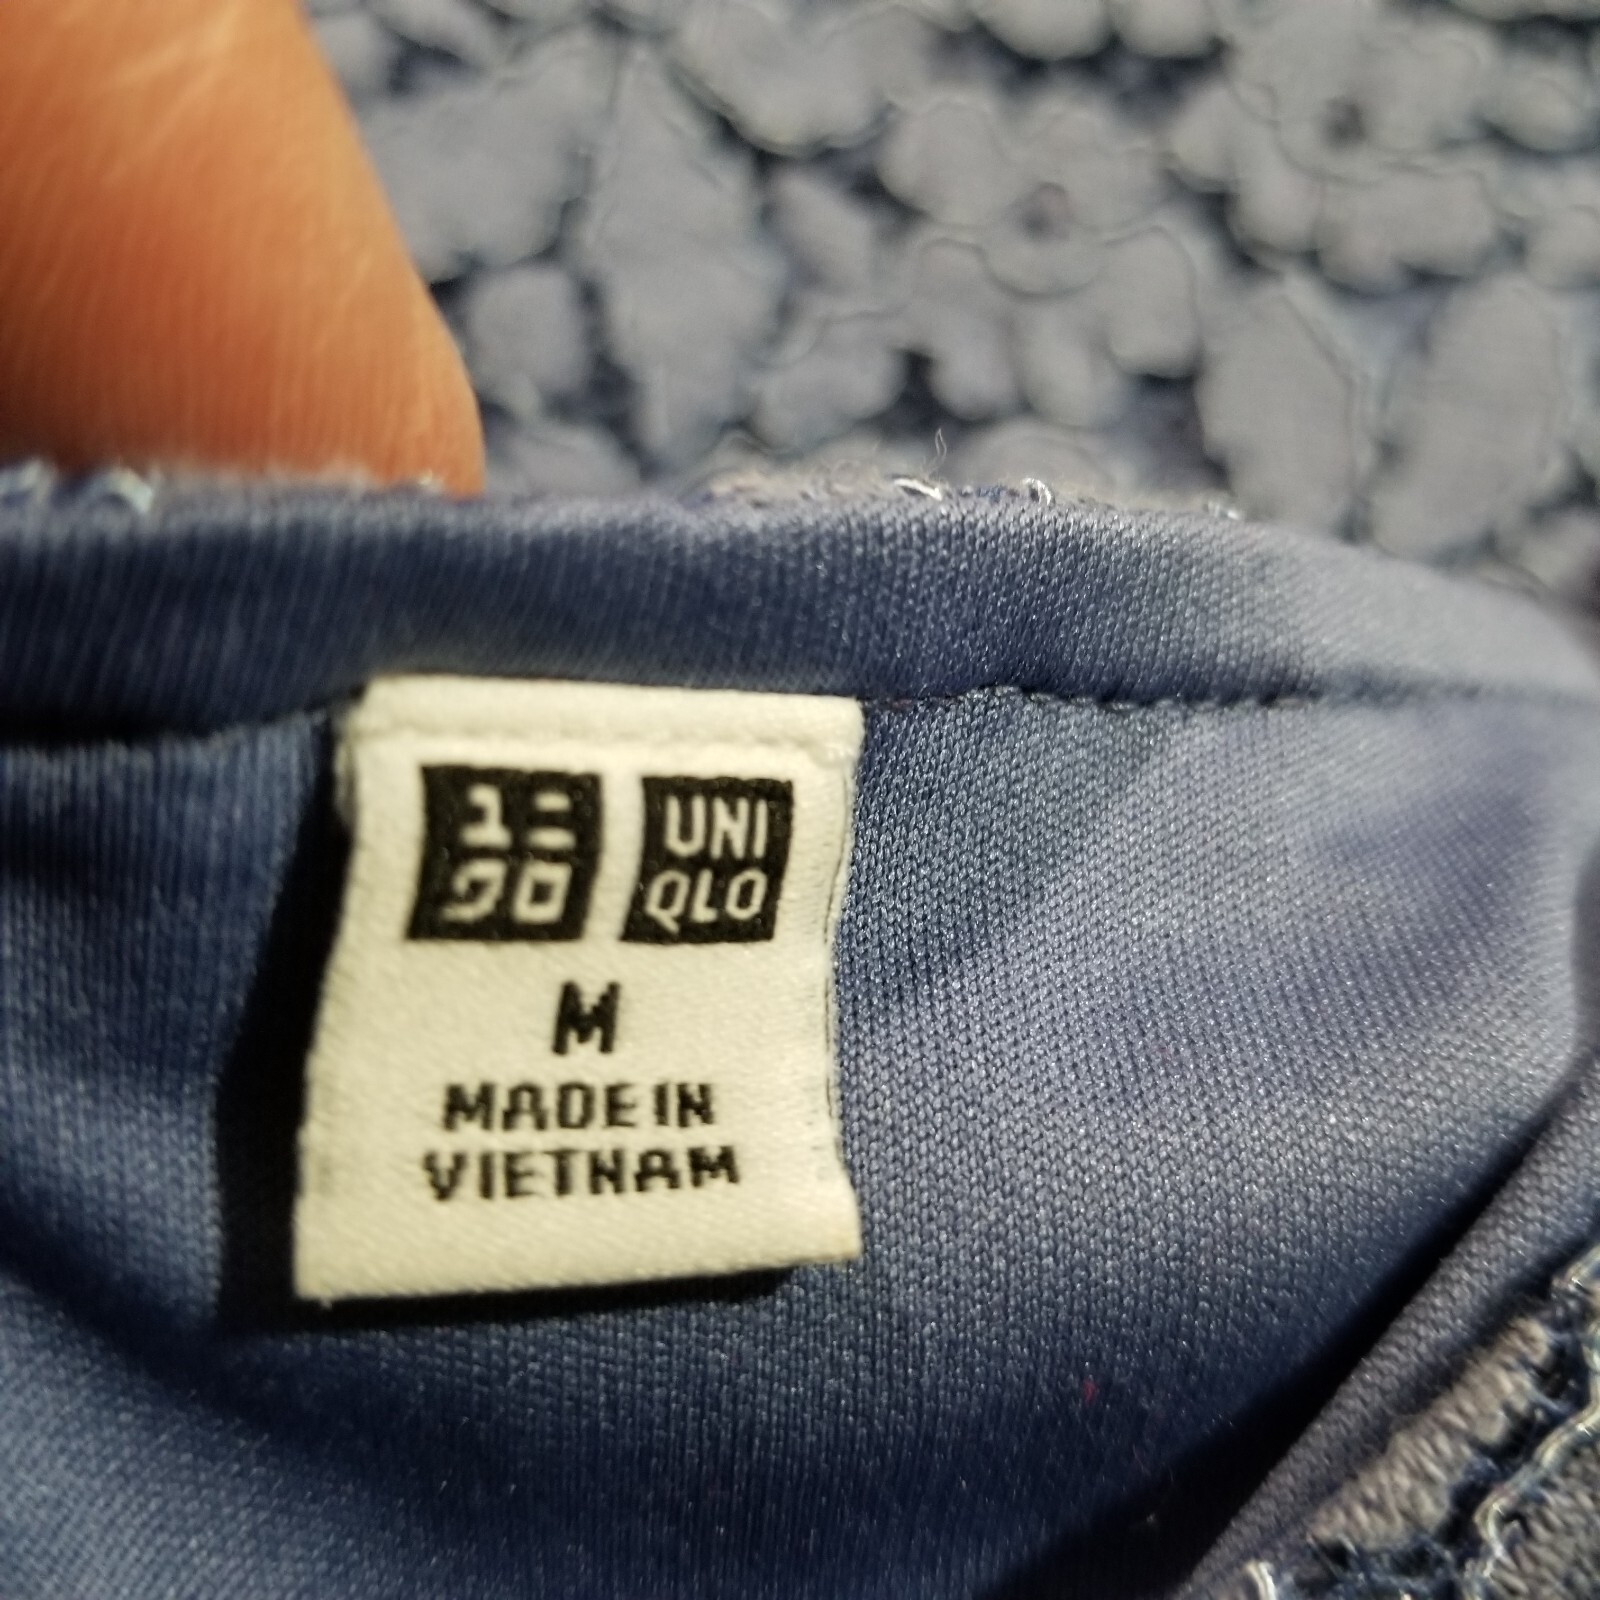 ユニ UNI
クロ QLO
M
MADE IN
VIETNAM